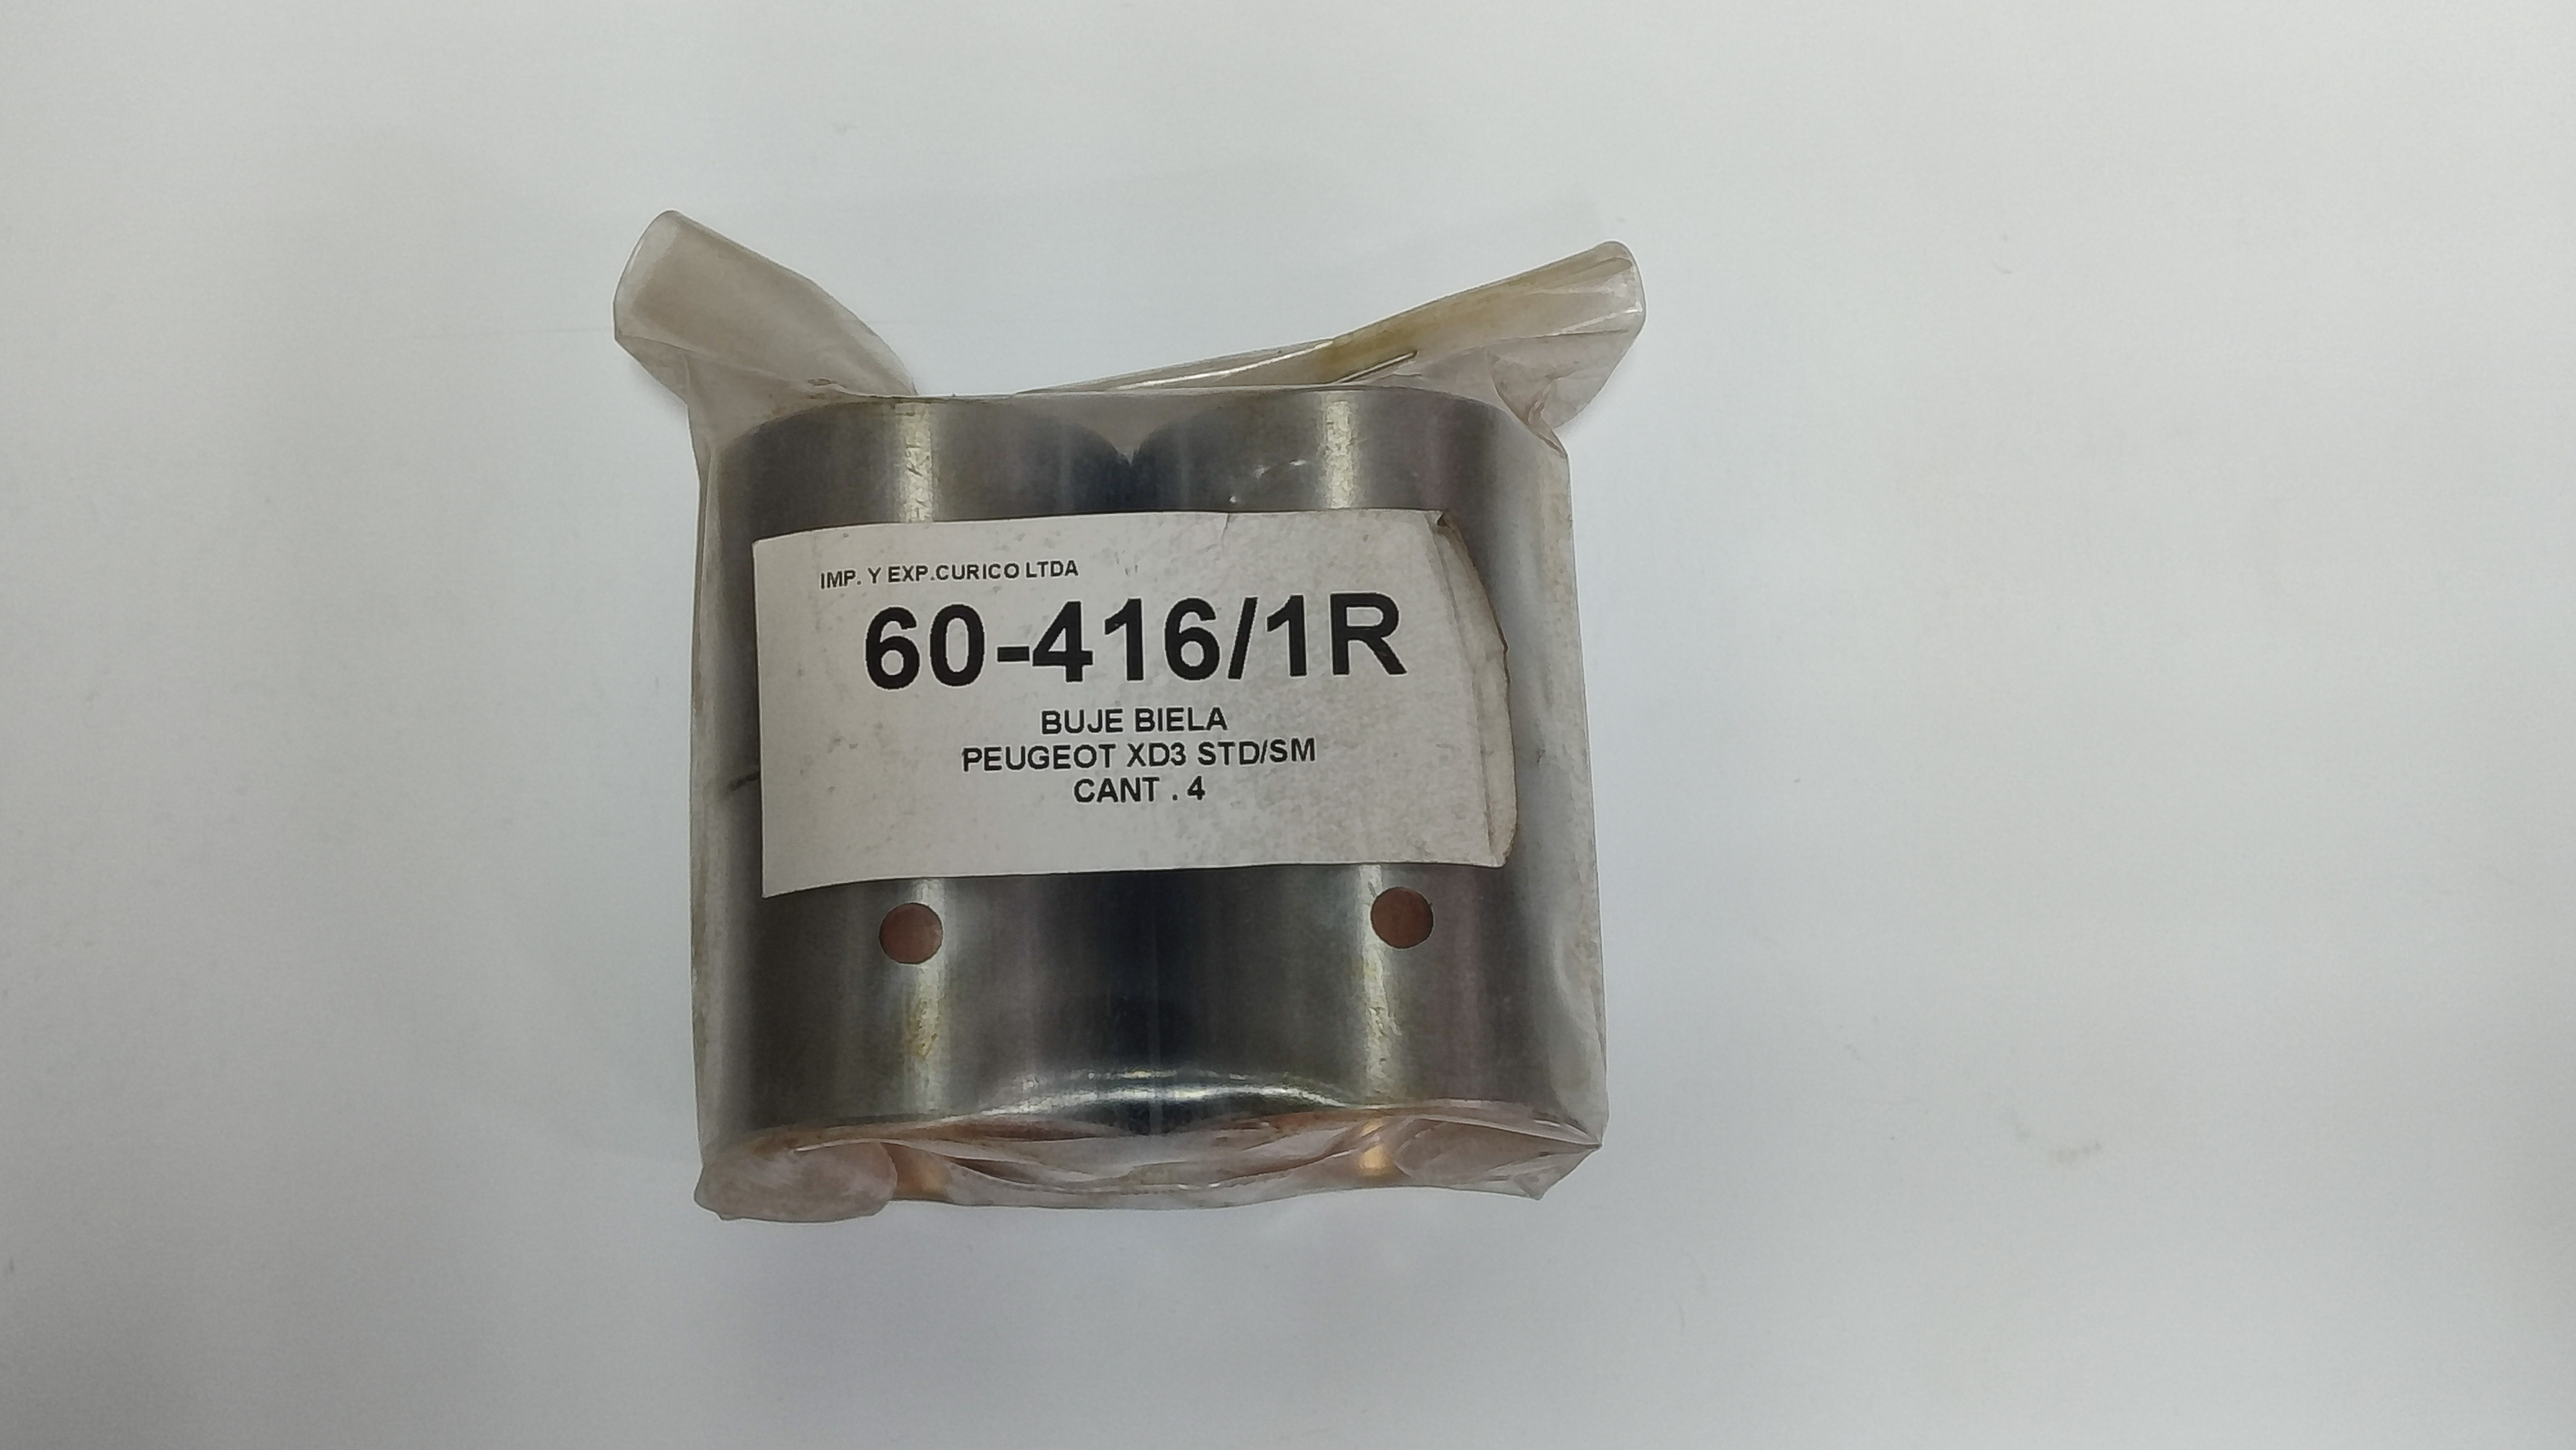 IMP. Y EXP.CURICO LTDA
60-416/1R
BUJE BIELA
PEUGEOT XD3 STD/SM
CANT . 4